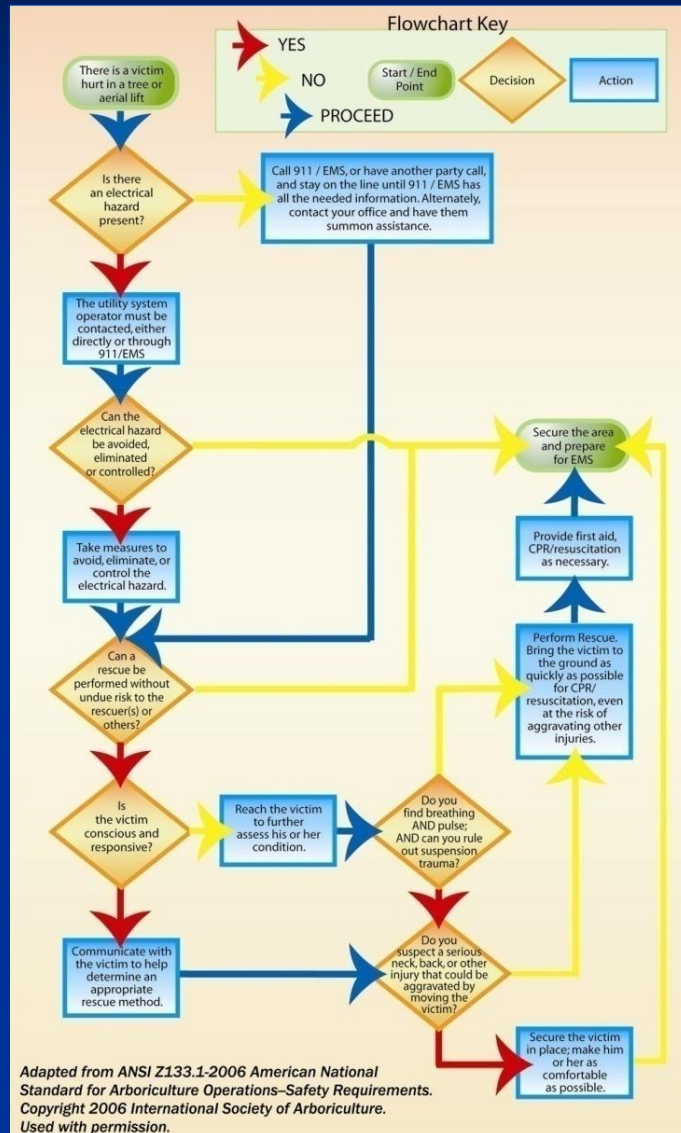 Flowchart Key
YES
NO
PROCEED
Start / End
Point
Decision
Action
There is a victim
hurt in a tree or
aerial lift
Is there
an electrical
hazard
present?
Call 911 / EMS, or have another party call,
and stay on the line until 911 / EMS has
all the needed information. Alternately,
contact your office and have them
summon assistance.
The utility system
operator must be
contacted, either
directly or through
911/EMS
Can the
electrical hazard
be avoided,
eliminated
or controlled?
Secure the area
and prepare
for EMS
Take measures to
avoid, eliminate, or
control the
electrical hazard.
Provide first aid,
CPR/resuscitation
as necessary.
Can a
rescue be
performed without
undue risk to the
rescuer(s) or
others?
Perform Rescue.
Bring the victim to
the ground as
quickly as possible
for CPR/
resuscitation, even
at the risk of
aggravating other
injuries.
Is
the victim
conscious and
responsive?
Reach the victim
to further
assess his or her
condition.
Do you
find breathing
AND pulse;
AND can you rule
out suspension
trauma?
Communicate with
the victim to help
determine an
appropriate
rescue method.
Do you
suspect a serious
neck, back, or other
injury that could be
aggravated by
moving the
victim?
Secure the victim
in place; make him
or her as
comfortable
as possible.
Adapted from ANSI Z133.1-2006 American National
Standard for Arboriculture Operations–Safety Requirements.
Copyright 2006 International Society of Arboriculture.
Used with permission.